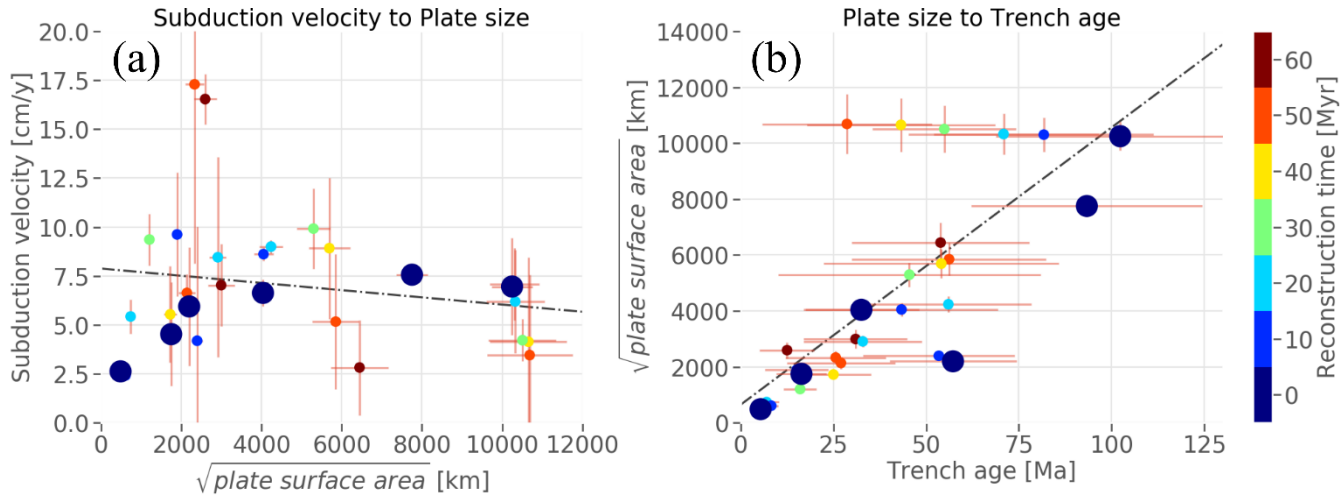 Subduction velocity to Plate size
(a)
Subduction velocity [cm/y]
20.0
17.5
15.0
12.5
10.0
7.5
5.0
2.5
0.0
0 2000 4000 6000 8000 10000 12000
√plate surface area [km]
Plate size to Trench age
(b)
√plate surface area [km]
14000
12000
10000
8000
6000
4000
2000
0
0 25 50 75 100 125
Trench age [Ma]
60
50
40
30
20
10
0
Reconstruction time [Myr]